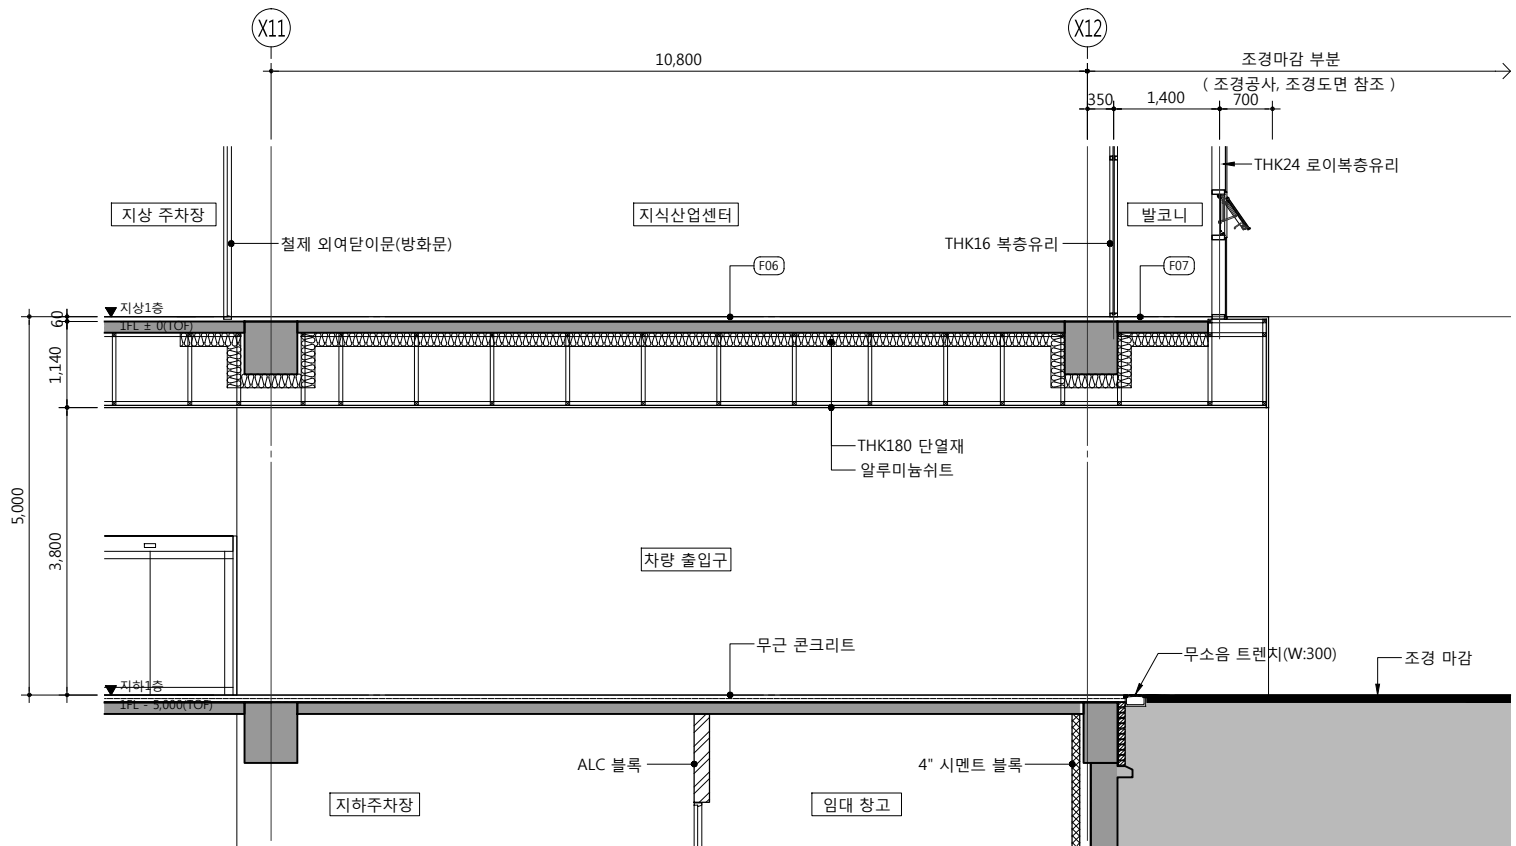 X11
X12
10,800
조경마감 부분
( 조경공사, 조경도면 참조 )
350
1,400
700
THK24 로이복층유리
지상 주차장
지식산업센터
발코니
철제 외여닫이문(방화문)
THK16 복층유리
F06
F07
지상1층
1FL ± 0(TOF)
60
1,140
THK180 단열재
알루미늄쉬트
5,000
3,800
차량 출입구
무근 콘크리트
무소음 트렌치(W:300)
조경 마감
지하1층
1FL - 5,000(TOF)
ALC 블록
4" 시멘트 블록
지하주차장
임대 창고